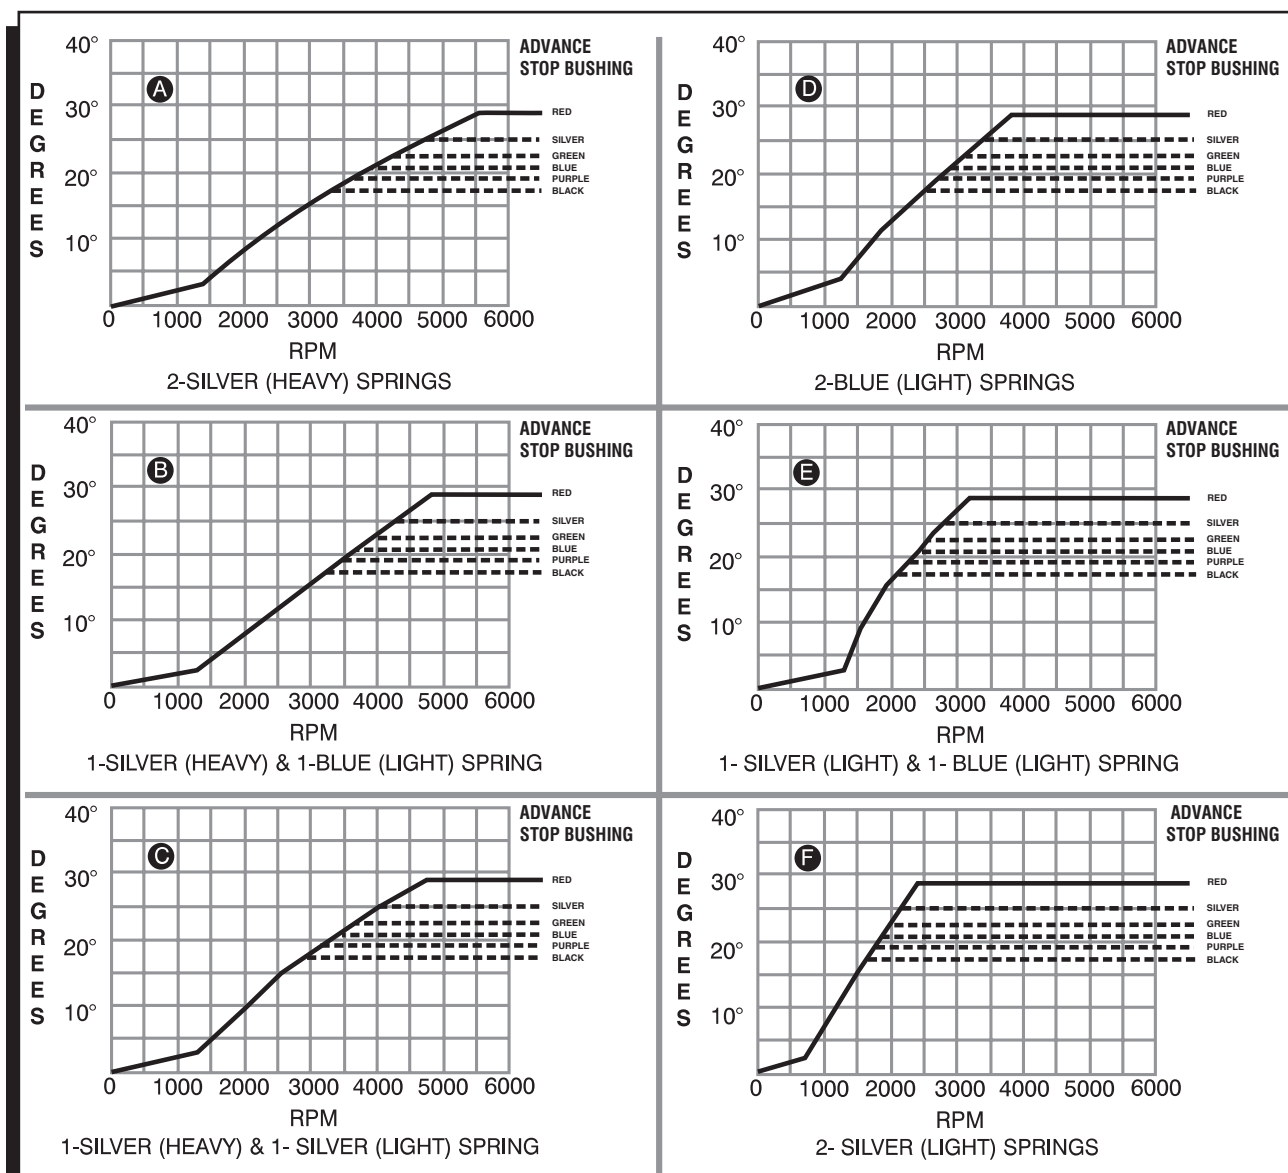 40°
30°
20°
10°
DEGREES
A
ADVANCE
STOP BUSHING
RED
SILVER
GREEN
BLUE
PURPLE
BLACK
0 1000 2000 3000 4000 5000 6000
RPM
2-SILVER (HEAVY) SPRINGS
40°
30°
20°
10°
DEGREES
D
ADVANCE
STOP BUSHING
RED
SILVER
GREEN
BLUE
PURPLE
BLACK
0 1000 2000 3000 4000 5000 6000
RPM
2-BLUE (LIGHT) SPRINGS
40°
30°
20°
10°
DEGREES
B
ADVANCE
STOP BUSHING
RED
SILVER
GREEN
BLUE
PURPLE
BLACK
0 1000 2000 3000 4000 5000 6000
RPM
1-SILVER (HEAVY) & 1-BLUE (LIGHT) SPRING
40°
30°
20°
10°
DEGREES
E
ADVANCE
STOP BUSHING
RED
SILVER
GREEN
BLUE
PURPLE
BLACK
0 1000 2000 3000 4000 5000 6000
RPM
1- SILVER (LIGHT) & 1- BLUE (LIGHT) SPRING
40°
30°
20°
10°
DEGREES
C
ADVANCE
STOP BUSHING
RED
SILVER
GREEN
BLUE
PURPLE
BLACK
0 1000 2000 3000 4000 5000 6000
RPM
1-SILVER (HEAVY) & 1- SILVER (LIGHT) SPRING
40°
30°
20°
10°
DEGREES
F
ADVANCE
STOP BUSHING
RED
SILVER
GREEN
BLUE
PURPLE
BLACK
0 1000 2000 3000 4000 5000 6000
RPM
2- SILVER (LIGHT) SPRINGS